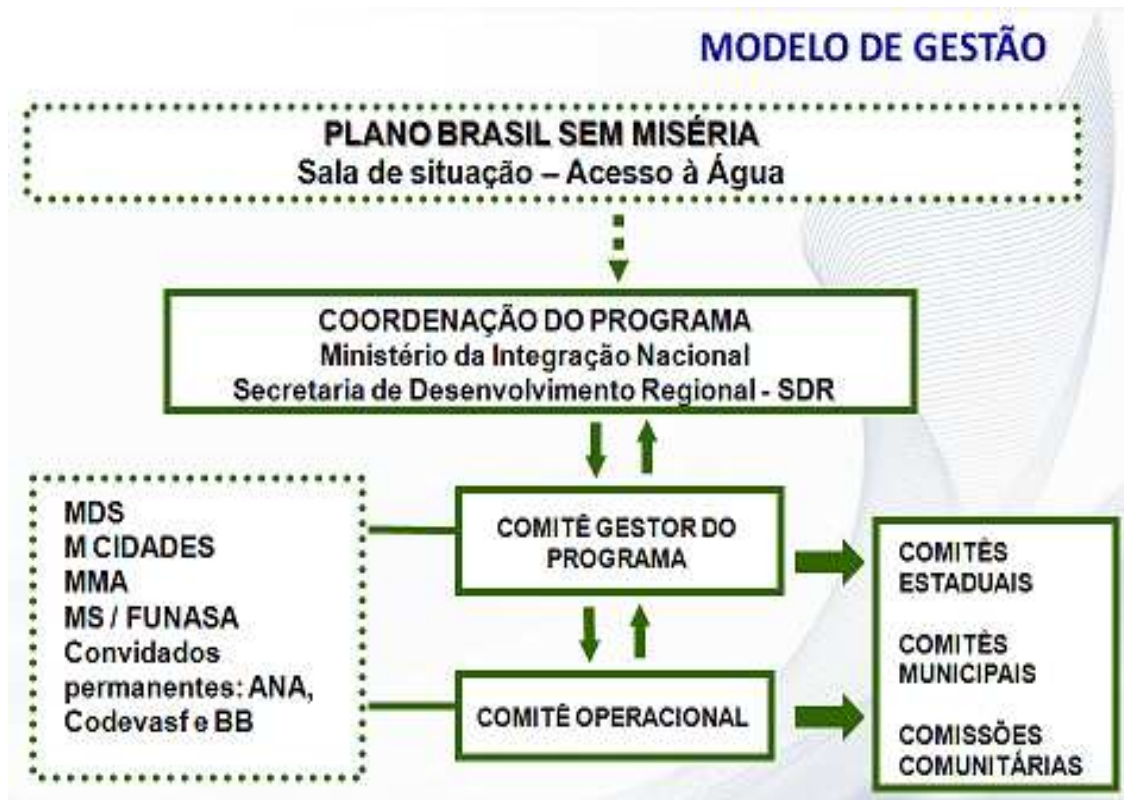 MODELO DE GESTÃO
PLANO BRASIL SEM MISÉRIA
Sala de situação – Acesso à Água
COORDENAÇÃO DO PROGRAMA
Ministério da Integração Nacional
Secretaria de Desenvolvimento Regional - SDR
MDS
M CIDADES
MMA
MS / FUNASA
Convidados
permanentes: ANA,
Codevasf e BB
COMITÊ GESTOR DO
PROGRAMA
COMITÊ OPERACIONAL
COMITÊS
ESTADUAIS
COMITÊS
MUNICIPAIS
COMISSÕES
COMUNITÁRIAS